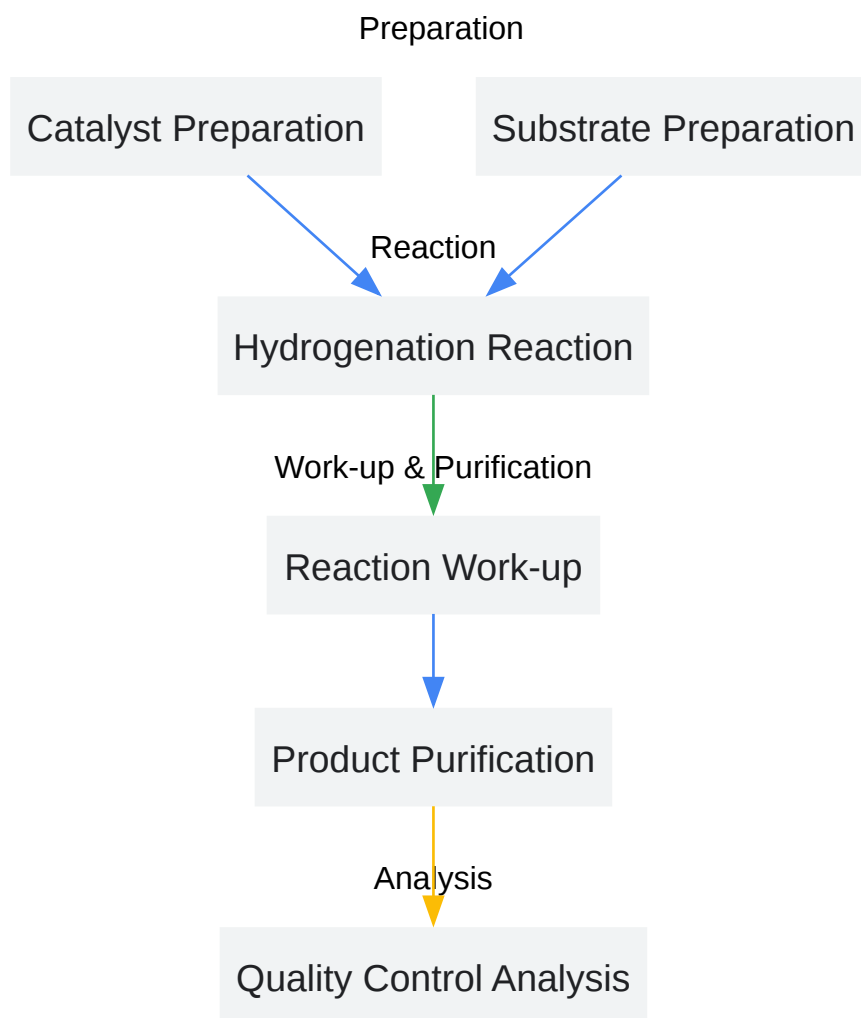 Preparation
Catalyst Preparation
Substrate Preparation
Reaction
Hydrogenation Reaction
Work-up & Purification
Reaction Work-up
Product Purification
Analysis
Quality Control Analysis